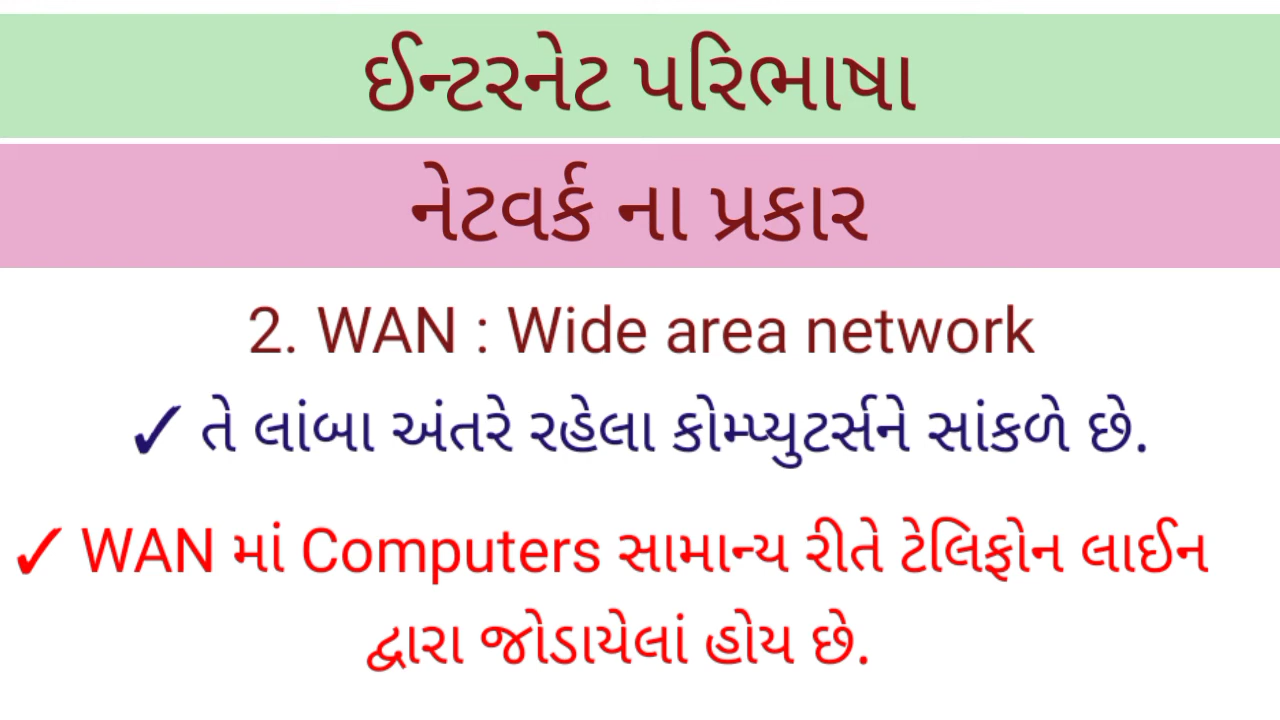 ઈન્ટરનેટ પરિભાષા
નેટવર્ક ના પ્રકાર
2. WAN : Wide area network
✓ તે લાંબા અંતરે રહેલા કોમ્પ્યુટર્સને સાંકળે છે.
✓ WAN માં Computers સામાન્ય રીતે ટેલિફોન લાઈન
દ્વારા જોડાયેલાં હોય છે.